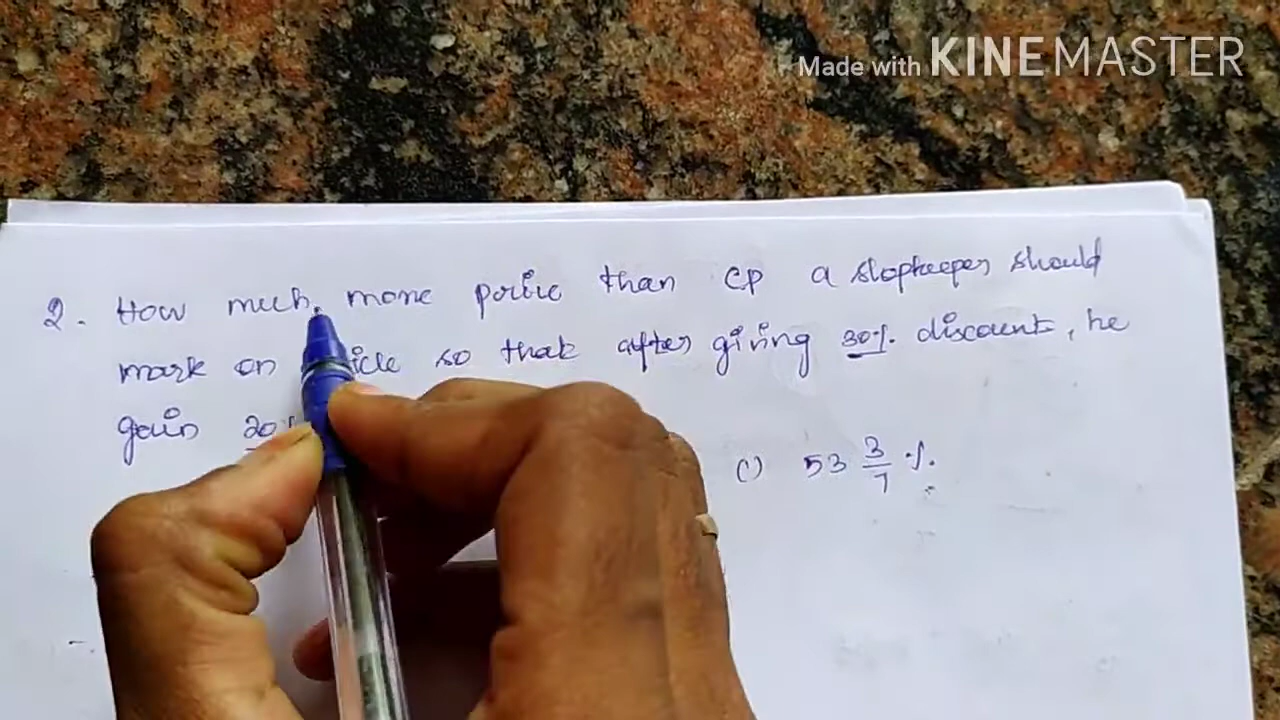 Made with KINEMASTER
2. How much more price than CP a shopkeeper should
mark on so that after giving 30% discount, he
gain 20%
(') 53 3/7 %.